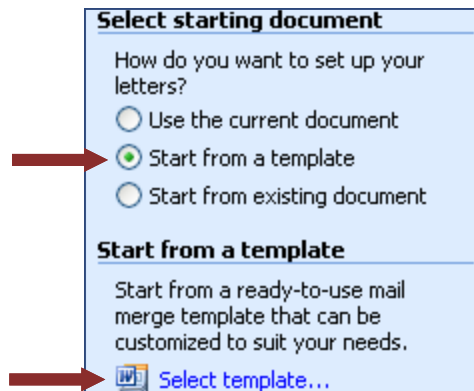 Select starting document
How do you want to set up your
letters?
Use the current document
Start from a template
Start from existing document
Start from a template
Start from a ready-to-use mail
merge template that can be
customized to suit your needs.
Select template...